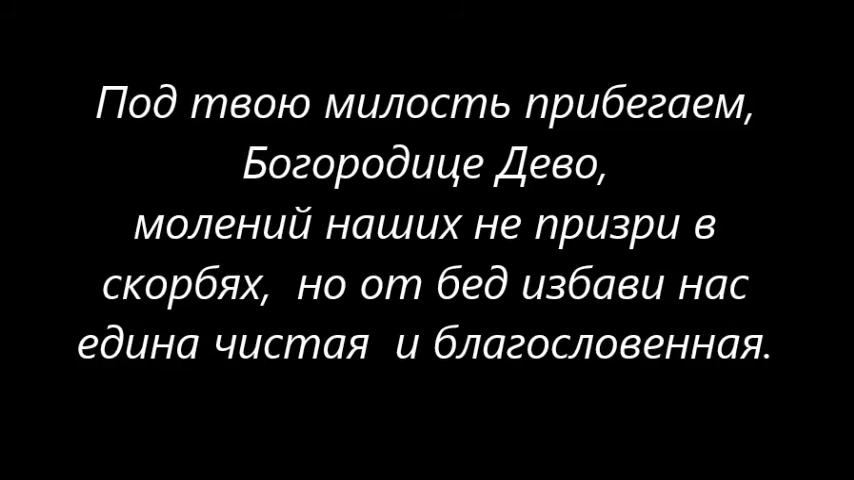 Под твою милость прибегаем,
Богородице Дево,
молений наших не призри в
скорбях,  но от бед избави нас
едина чистая  и благословенная.